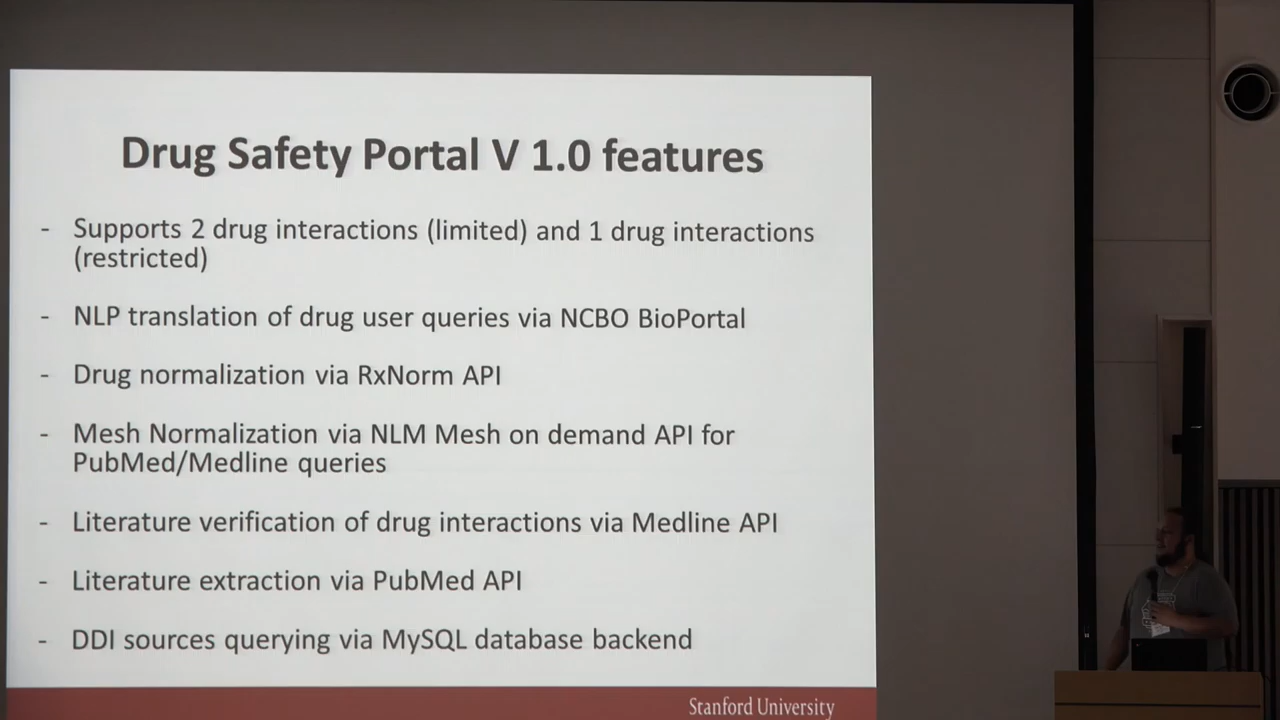 Drug Safety Portal V 1.0 features
- Supports 2 drug interactions (limited) and 1 drug interactions
(restricted)
- NLP translation of drug user queries via NCBO BioPortal
- Drug normalization via RxNorm API
- Mesh Normalization via NLM Mesh on demand API for
PubMed/Medline queries
- Literature verification of drug interactions via Medline API
- Literature extraction via PubMed API
- DDI sources querying via MySQL database backend
Stanford University